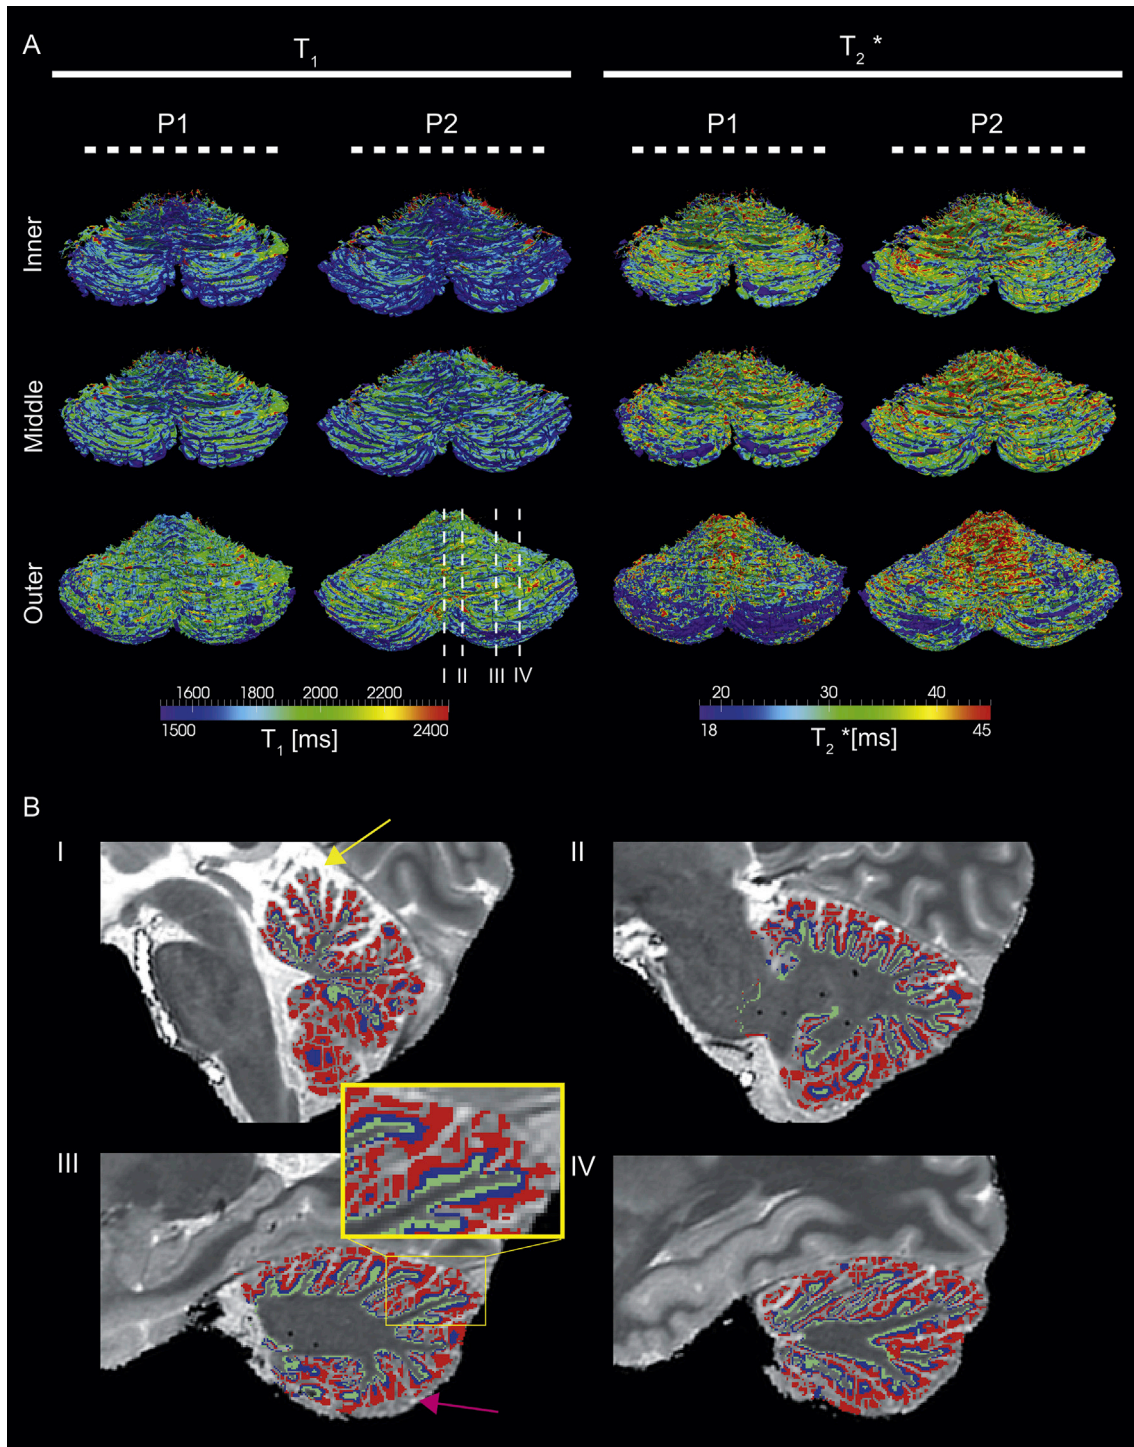 A
T1
T2 *
P1
P2
P1
P2
Inner
Middle
Outer
I II III IV
1600 1800 2000 2200
1500 2400
T1 [ms]
20 30 40
18 45
T2 *[ms]
B
I
II
III
IV